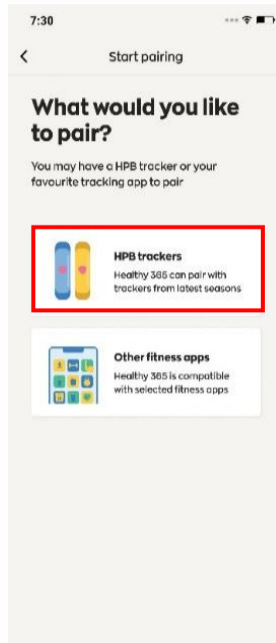 7:30
Start pairing
What would you like
to pair?
You may have a HPB tracker or your
favourite tracking app to pair
HPB trackers
Healthy 365 can pair with
trackers from latest seasons
Other fitness apps
Healthy 365 is compatible
with selected fitness apps